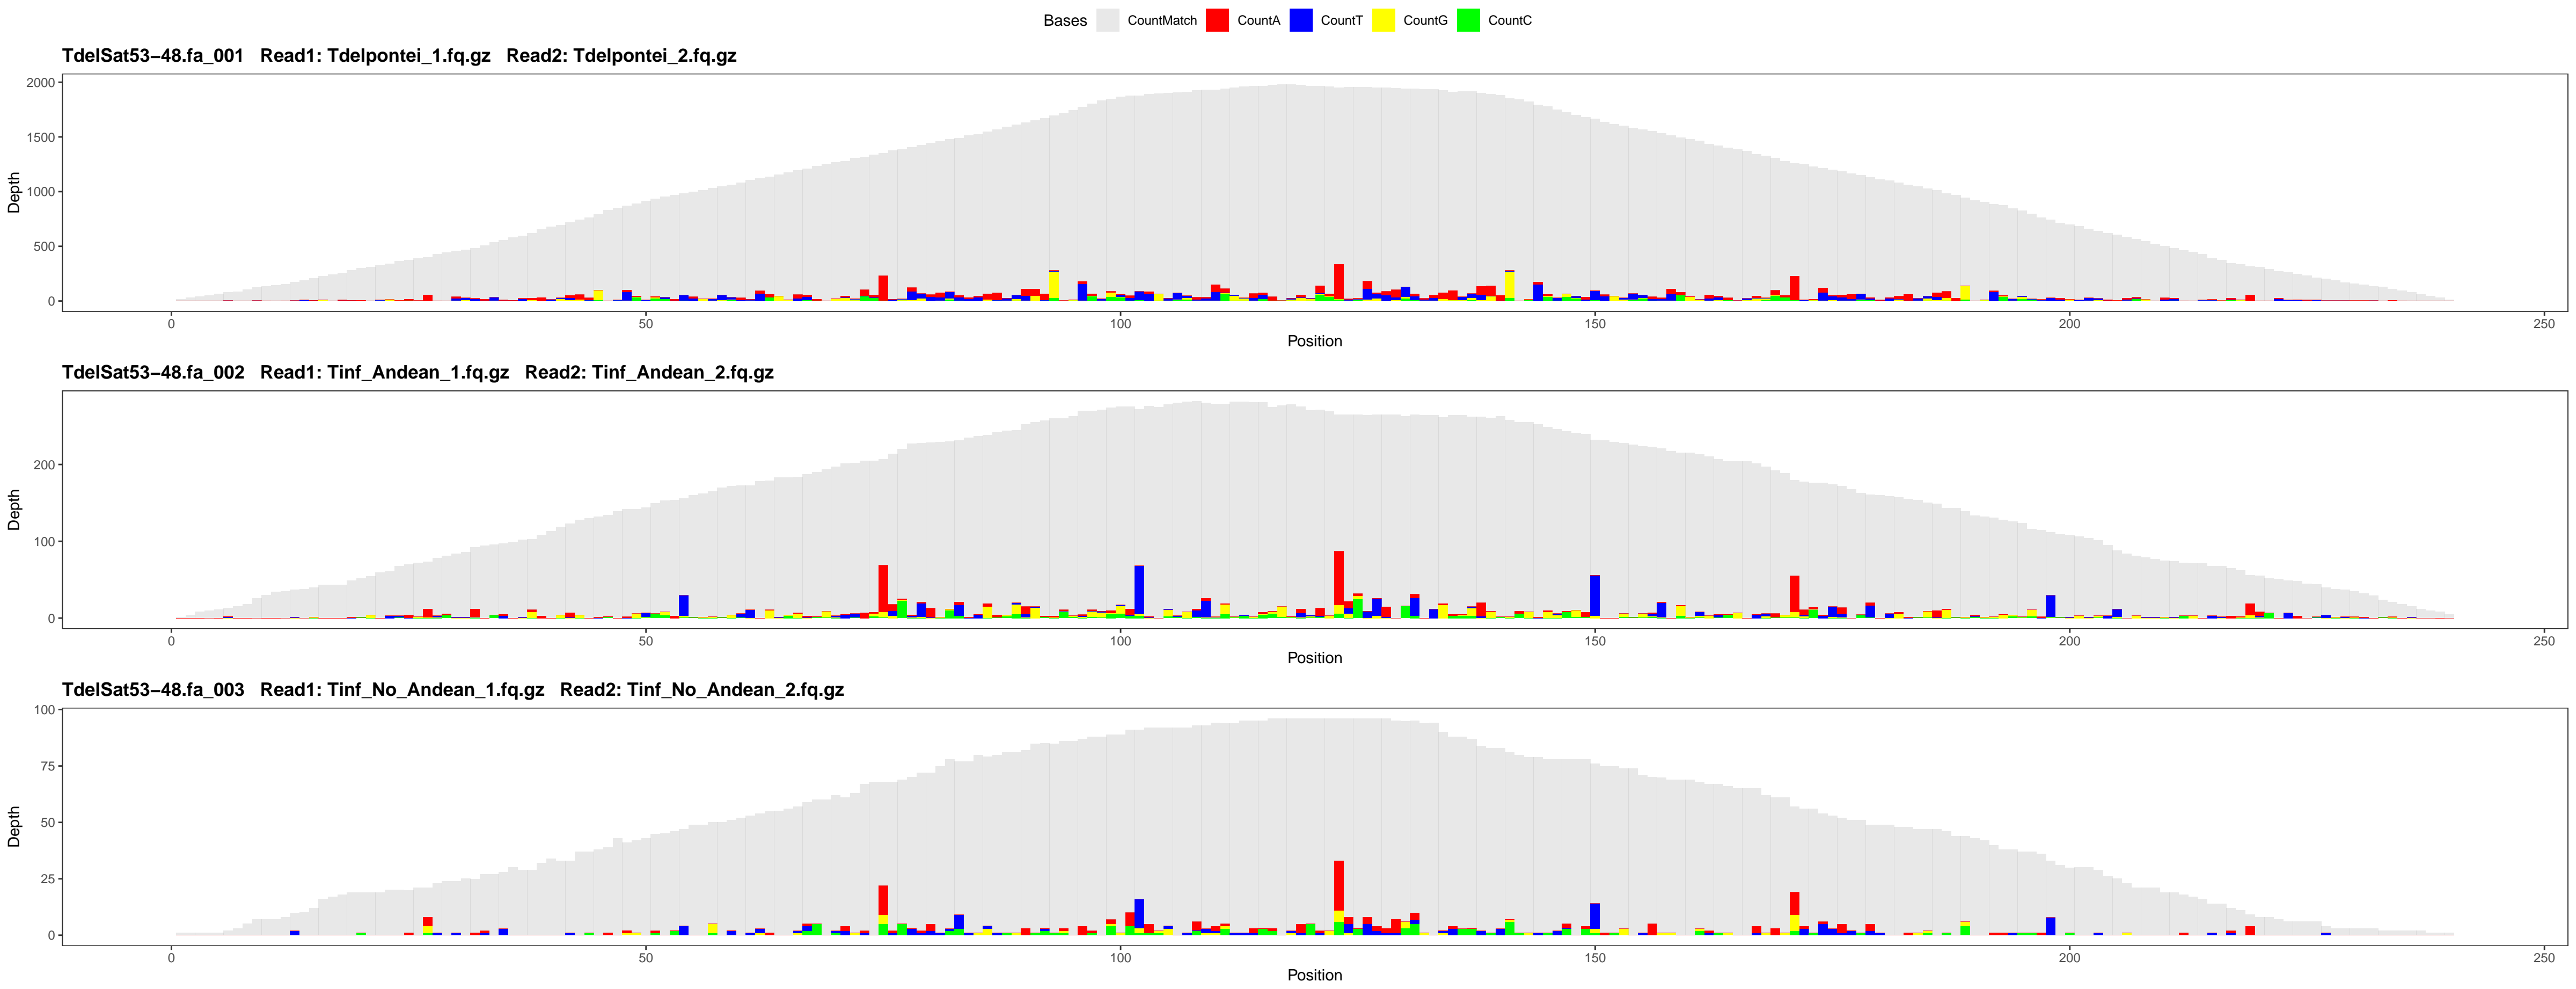 Bases CountMatch CountA CountT CountG CountC
TdelSat53−48.fa_001 Read1: Tdelpontei_1.fq.gz Read2: Tdelpontei_2.fq.gz
2000
1500
1000
500
0
Depth
0 50 100 150 200 250
Position
TdelSat53−48.fa_002 Read1: Tinf_Andean_1.fq.gz Read2: Tinf_Andean_2.fq.gz
200
100
0
Depth
0 50 100 150 200 250
Position
TdelSat53−48.fa_003 Read1: Tinf_No_Andean_1.fq.gz Read2: Tinf_No_Andean_2.fq.gz
100
75
50
25
0
Depth
0 50 100 150 200 250
Position